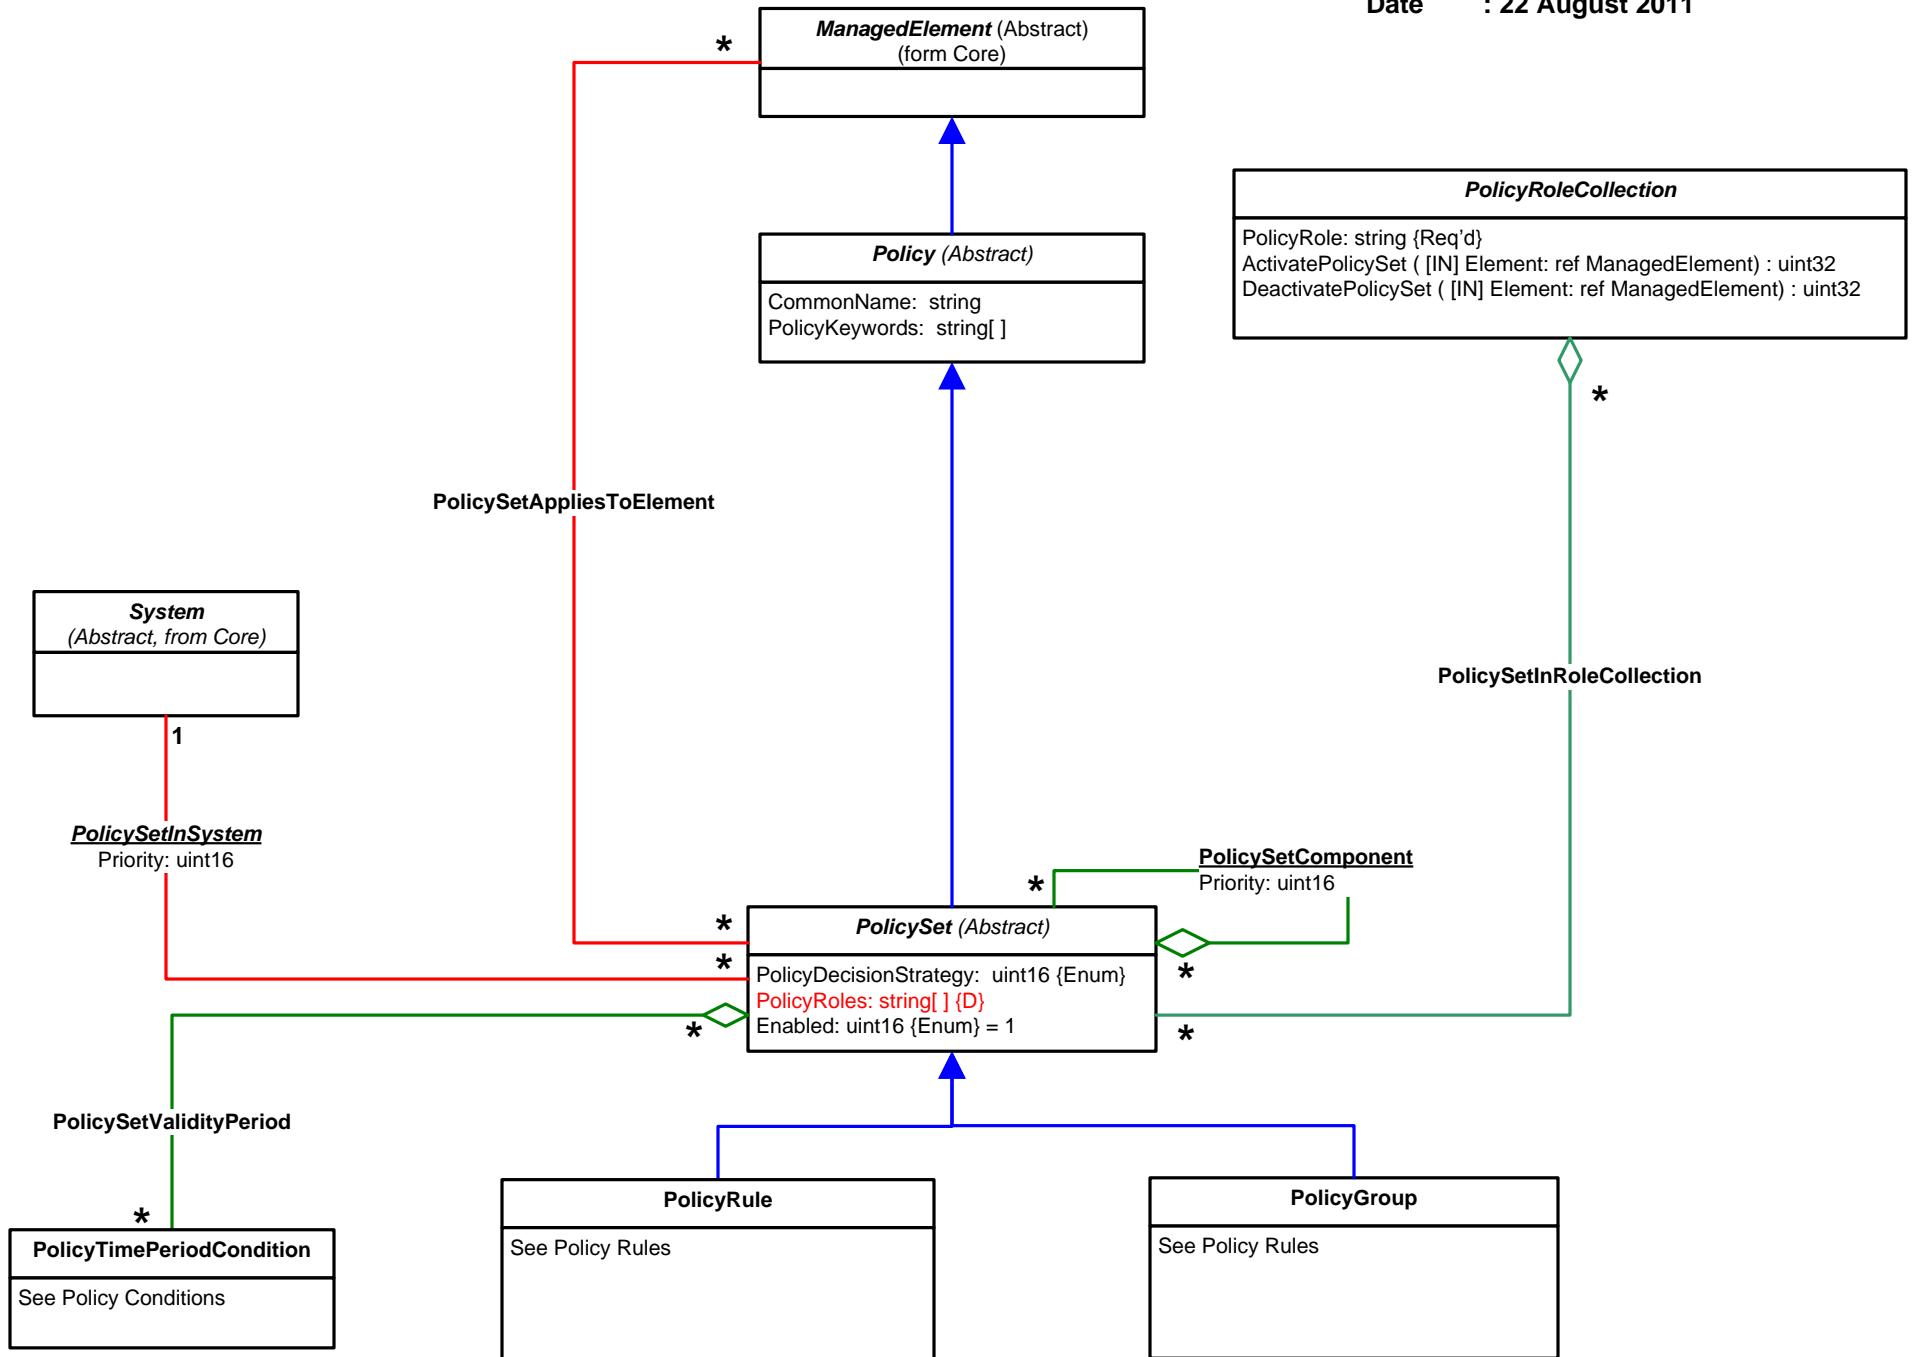 Date : 22 August 2011
ManagedElement (Abstract)
(form Core)
*
PolicyRoleCollection
PolicyRole: string {Req'd}
ActivatePolicySet ( [IN] Element: ref ManagedElement) : uint32
DeactivatePolicySet ( [IN] Element: ref ManagedElement) : uint32
*
Policy (Abstract)
CommonName: string
PolicyKeywords: string[ ]
PolicySetAppliesToElement
System
(Abstract, from Core)
1
PolicySetInRoleCollection
PolicySetInSystem
Priority: uint16
PolicySetComponent
Priority: uint16
*
*
*
PolicySet (Abstract)
PolicyDecisionStrategy: uint16 {Enum}
PolicyRoles: string[ ] {D}
Enabled: uint16 {Enum} = 1
*
*
*
PolicySetValidityPeriod
*
PolicyTimePeriodCondition
See Policy Conditions
PolicyRule
See Policy Rules
PolicyGroup
See Policy Rules